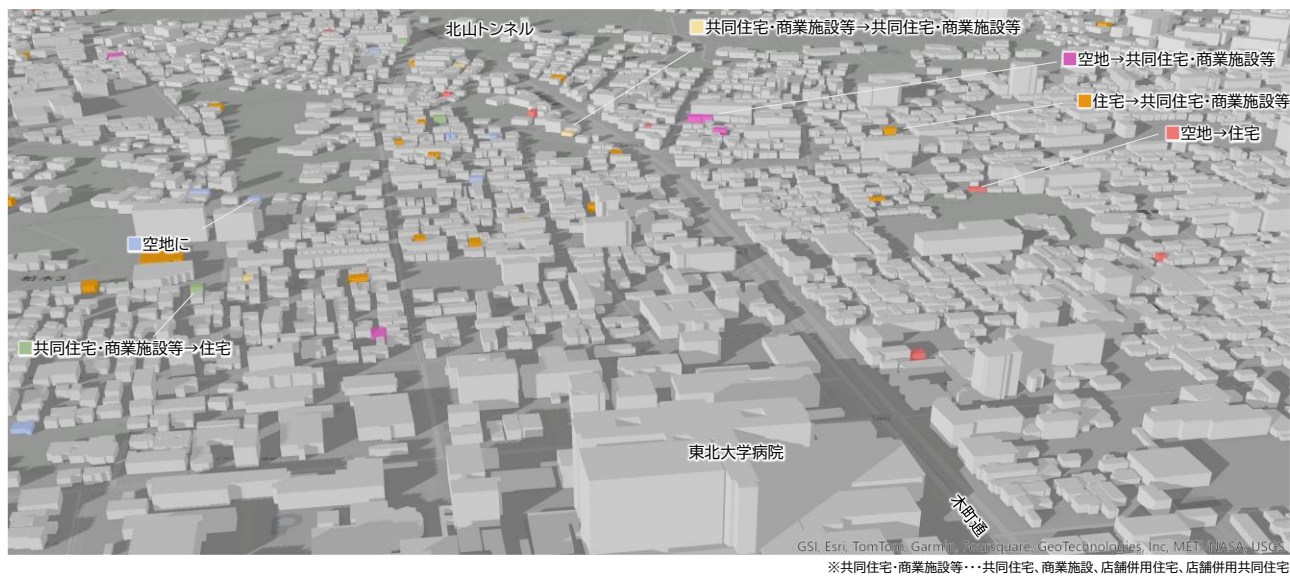 北山トンネル
共同住宅・商業施設等→共同住宅・商業施設等
空地→共同住宅・商業施設等
住宅→共同住宅・商業施設等
空地→住宅
空地に
共同住宅・商業施設等→住宅
東北大学病院
木町通
GSI, Esri, TomTom, Garmin, Foursquare, GeoTechnologies, Inc, METI/NASA, USGS
※共同住宅・商業施設等・・・共同住宅、商業施設、店舗併用住宅、店舗併用共同住宅